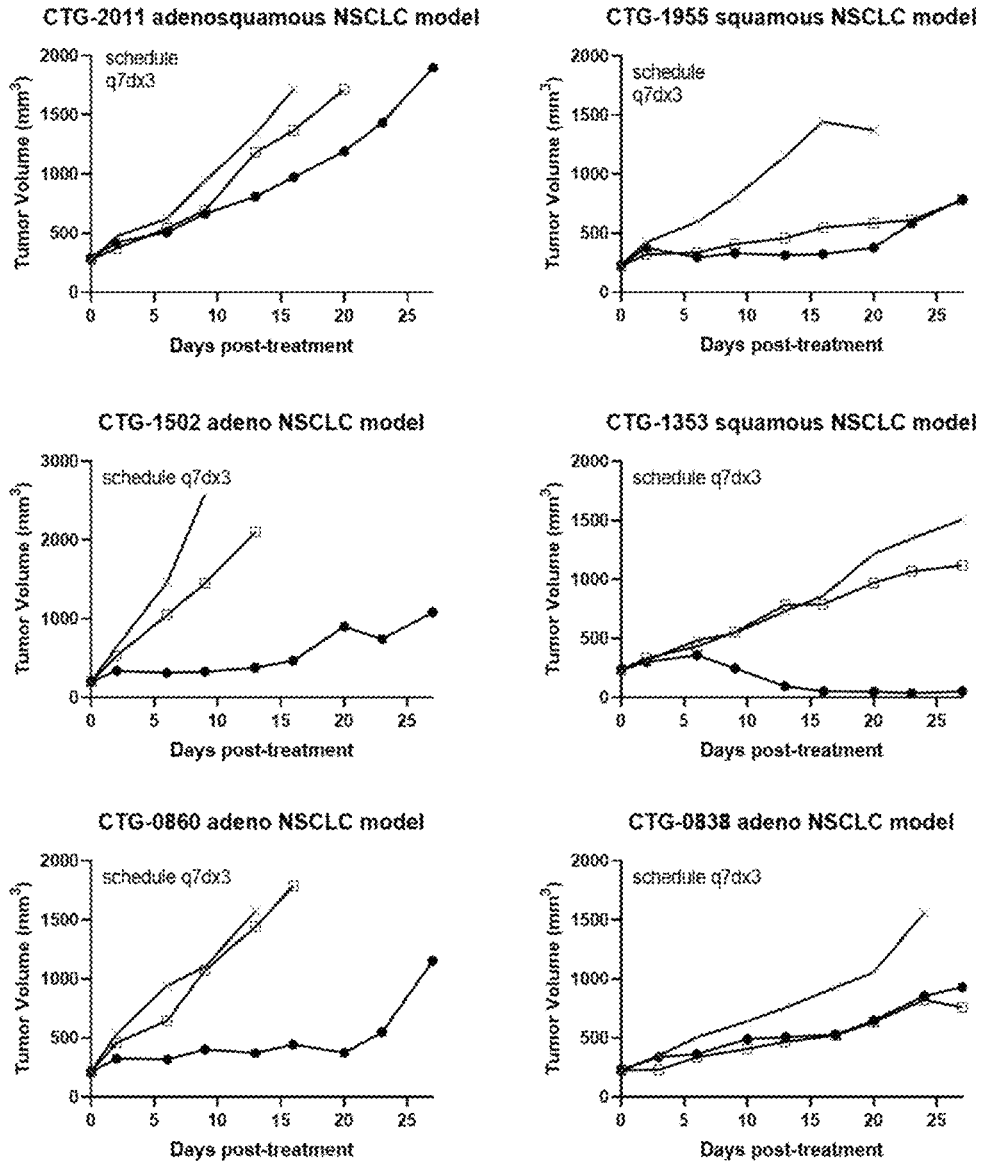 CTG-2011 adenosquamous NSCLC model
schedule
q7dx3
Tumor Volume (mm³)
2000
1500
1000
500
0
0 5 10 15 20 25
Days post-treatment
CTG-1955 squamous NSCLC model
schedule
q7dx3
Tumor Volume (mm³)
2000
1500
1000
500
0
0 5 10 15 20 25
Days post-treatment
CTG-1502 adeno NSCLC model
schedule q7dx3
Tumor Volume (mm³)
3000
2000
1000
0
0 5 10 15 20 25
Days post-treatment
CTG-1353 squamous NSCLC model
schedule q7dx3
Tumor Volume (mm³)
2000
1500
1000
500
0
0 5 10 15 20 25
Days post-treatment
CTG-0860 adeno NSCLC model
schedule q7dx3
Tumor Volume (mm³)
2000
1500
1000
500
0
0 5 10 15 20 25
Days post-treatment
CTG-0838 adeno NSCLC model
schedule q7dx3
Tumor Volume (mm³)
2000
1500
1000
500
0
0 5 10 15 20 25
Days post-treatment